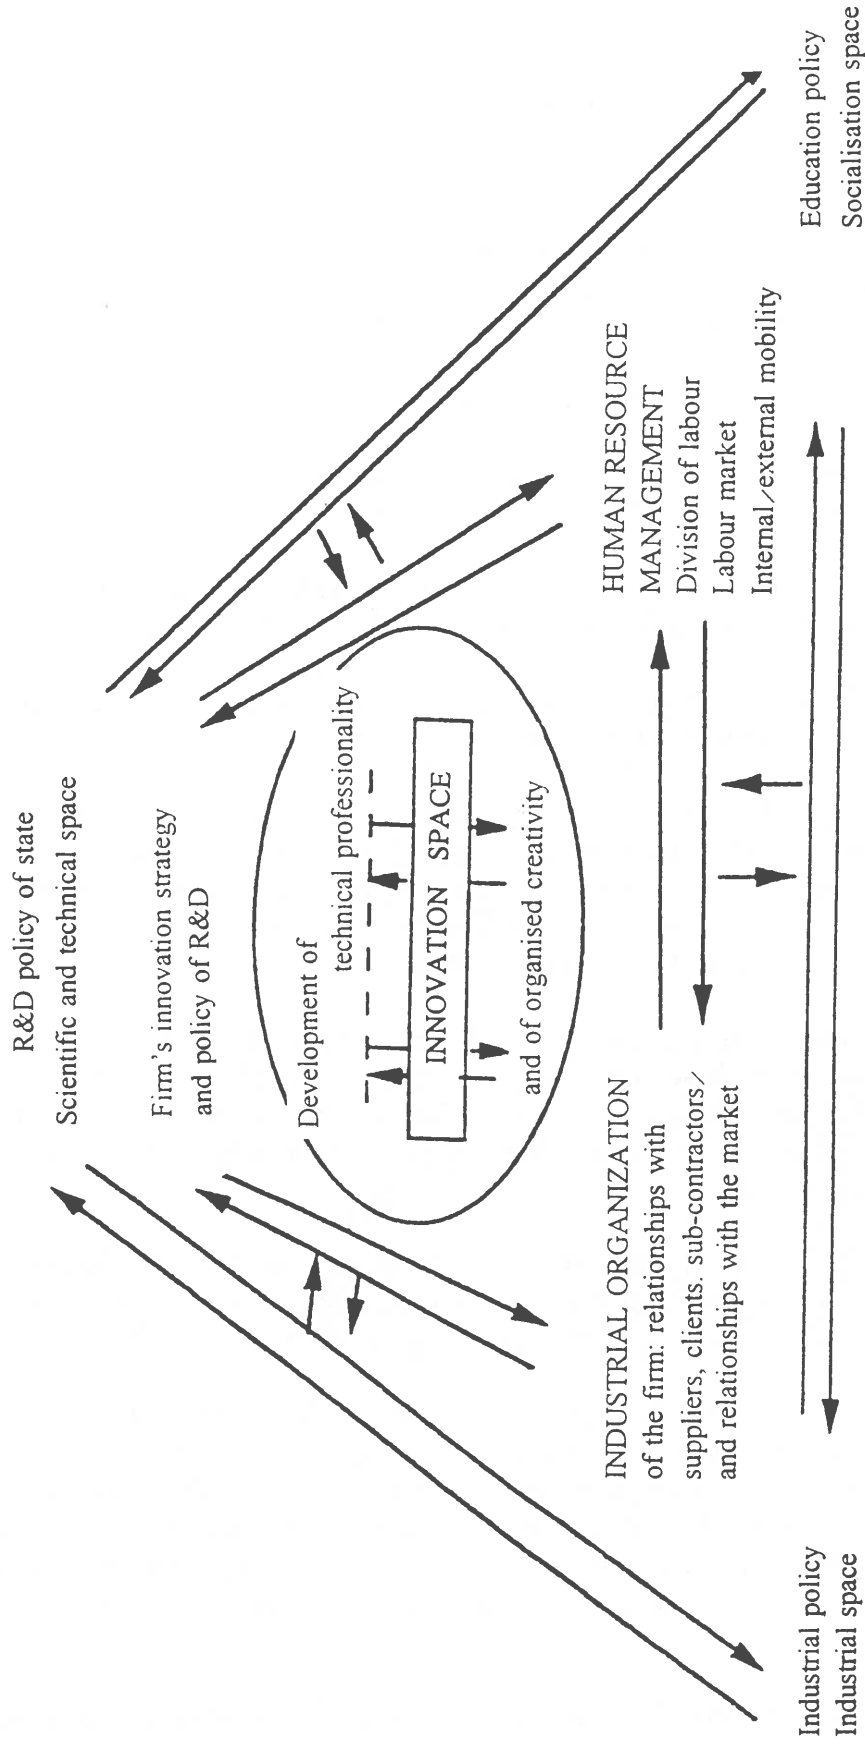 R&D policy of state
Scientific and technical space
Firm's innovation strategy
and policy of R&D
Development of
technical professionality
INNOVATION SPACE
and of organised creativity
INDUSTRIAL ORGANIZATION
of the firm: relationships with
suppliers, clients. sub-contractors/
and relationships with the market
HUMAN RESOURCE
MANAGEMENT
Division of labour
Labour market
Internal/external mobility
Industrial policy
Industrial space
Education policy
Socialisation space